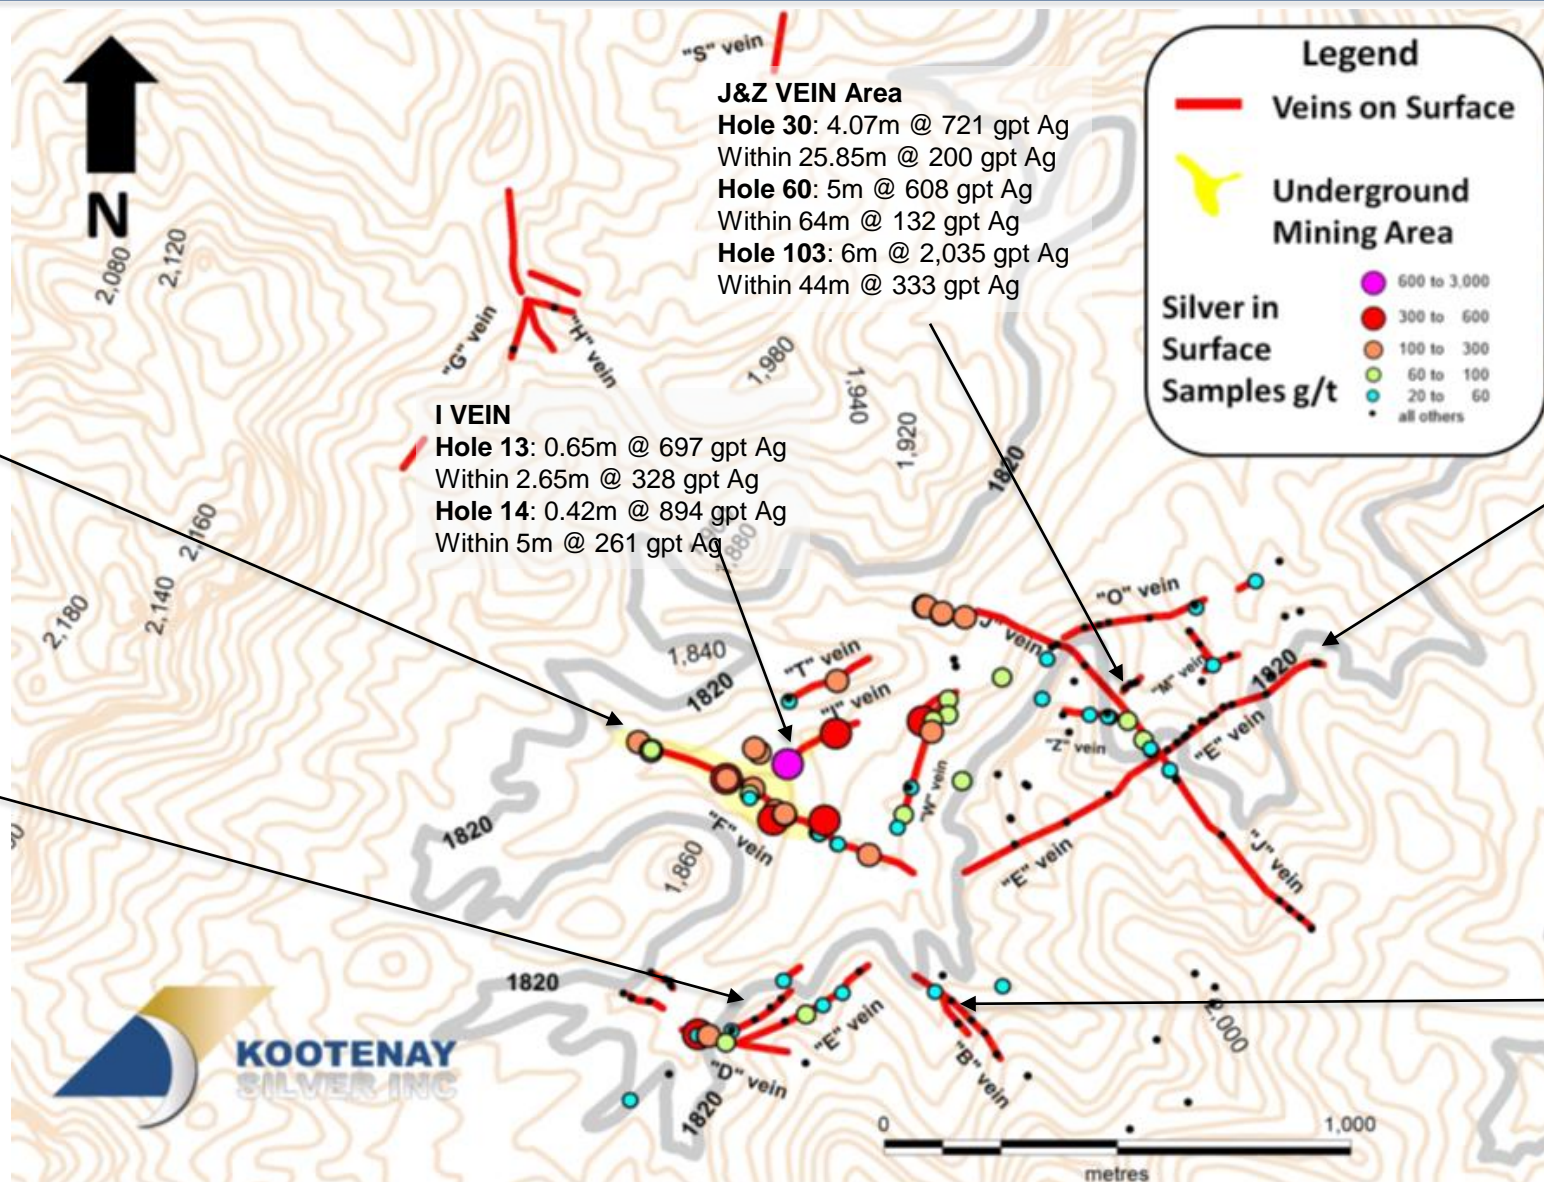 "S" vein
N
2,080
2,120
J&Z VEIN Area
Hole 30: 4.07m @ 721 gpt Ag
Within 25.85m @ 200 gpt Ag
Hole 60: 5m @ 608 gpt Ag
Within 64m @ 132 gpt Ag
Hole 103: 6m @ 2,035 gpt Ag
Within 44m @ 333 gpt Ag
Legend
Veins on Surface
Underground
Mining Area
Silver in
Surface
Samples g/t
600 to 3,000
300 to 600
100 to 300
60 to 100
20 to 60
all others
"G" vein
"H" vein
1,980
1,940
1,920
1820
I VEIN
Hole 13: 0.65m @ 697 gpt Ag
Within 2.65m @ 328 gpt Ag
Hole 14: 0.42m @ 894 gpt Ag
Within 5m @ 261 gpt Ag
1,880
2,160
2,140
2,180
"O" vein
J" vein
1,840
"T" vein
1820
"I" vein
"M" vein
1820
"Z" vein
"E" vein
"W" vein
1820
"F" vein
1,860
"E" vein
"J" vein
1820
"E" vein
"D" vein
"B" vein
2,000
1820
KOOTENAY
SILVER INC
0 1,000
metres